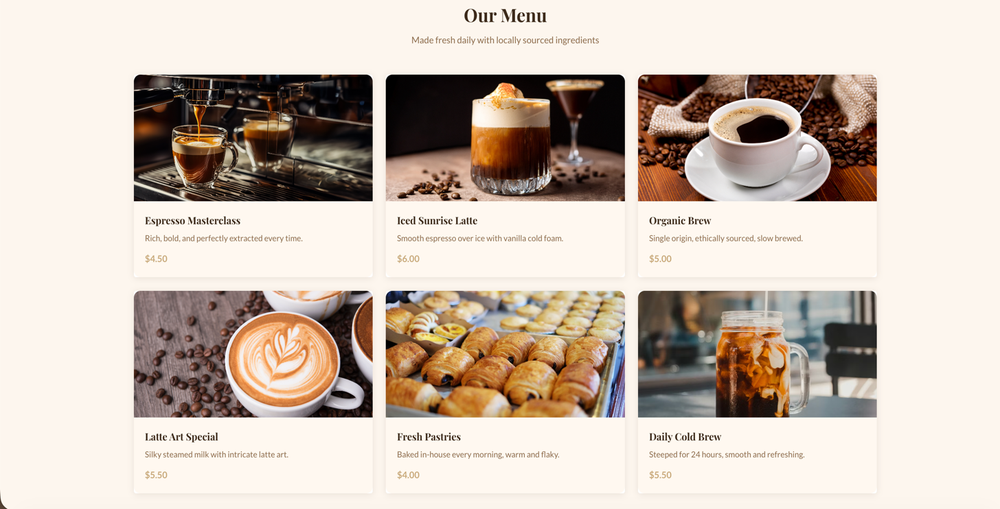 Our Menu
Made fresh daily with locally sourced ingredients
Espresso Masterclass
Rich, bold, and perfectly extracted every time.
$4.50
Iced Sunrise Latte
Smooth espresso over ice with vanilla cold foam.
$6.00
Organic Brew
Single origin, ethically sourced, slow brewed.
$5.00
Latte Art Special
Silky steamed milk with intricate latte art.
$5.50
Fresh Pastries
Baked in-house every morning, warm and flaky.
$4.00
Daily Cold Brew
Steeped for 24 hours, smooth and refreshing.
$5.50